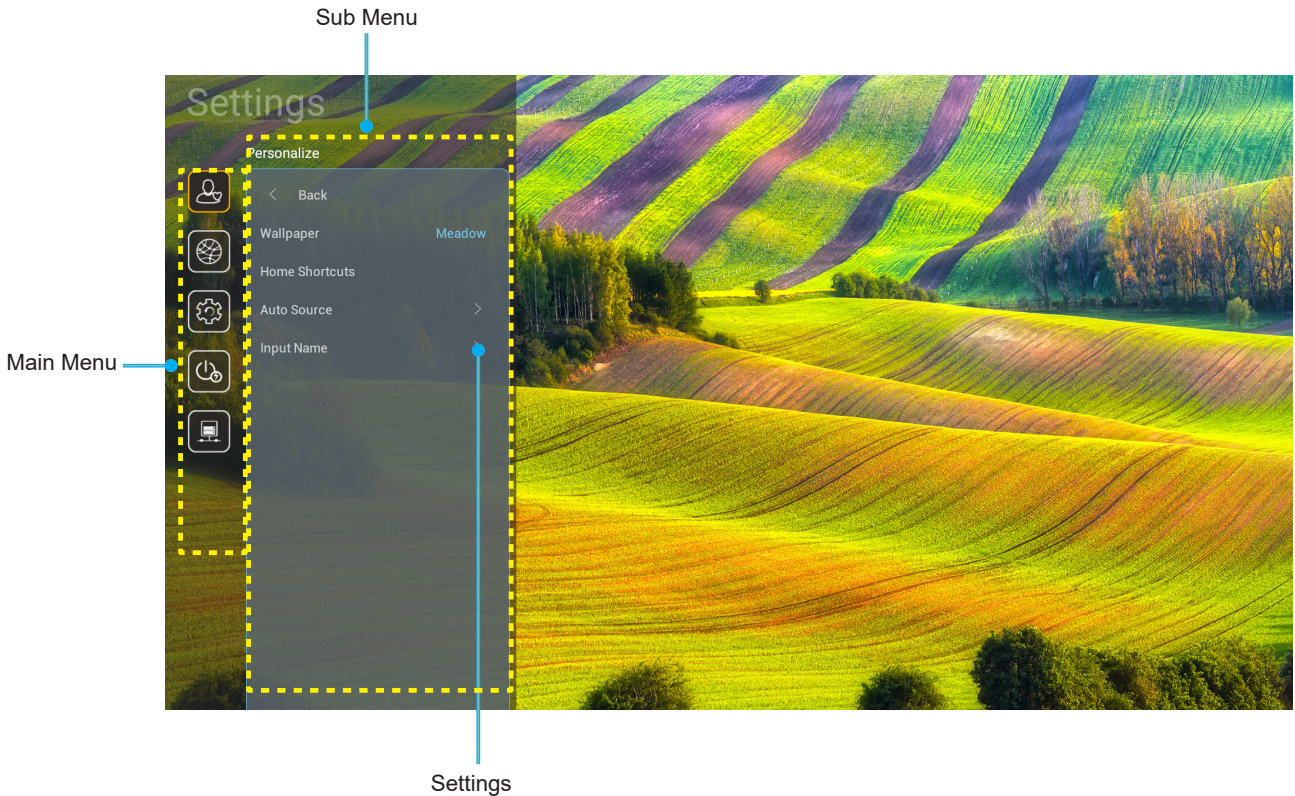 Sub Menu
Settings
Personalize
Back
Wallpaper Meadow
Home Shortcuts
Auto Source
Input Name
Main Menu
Settings